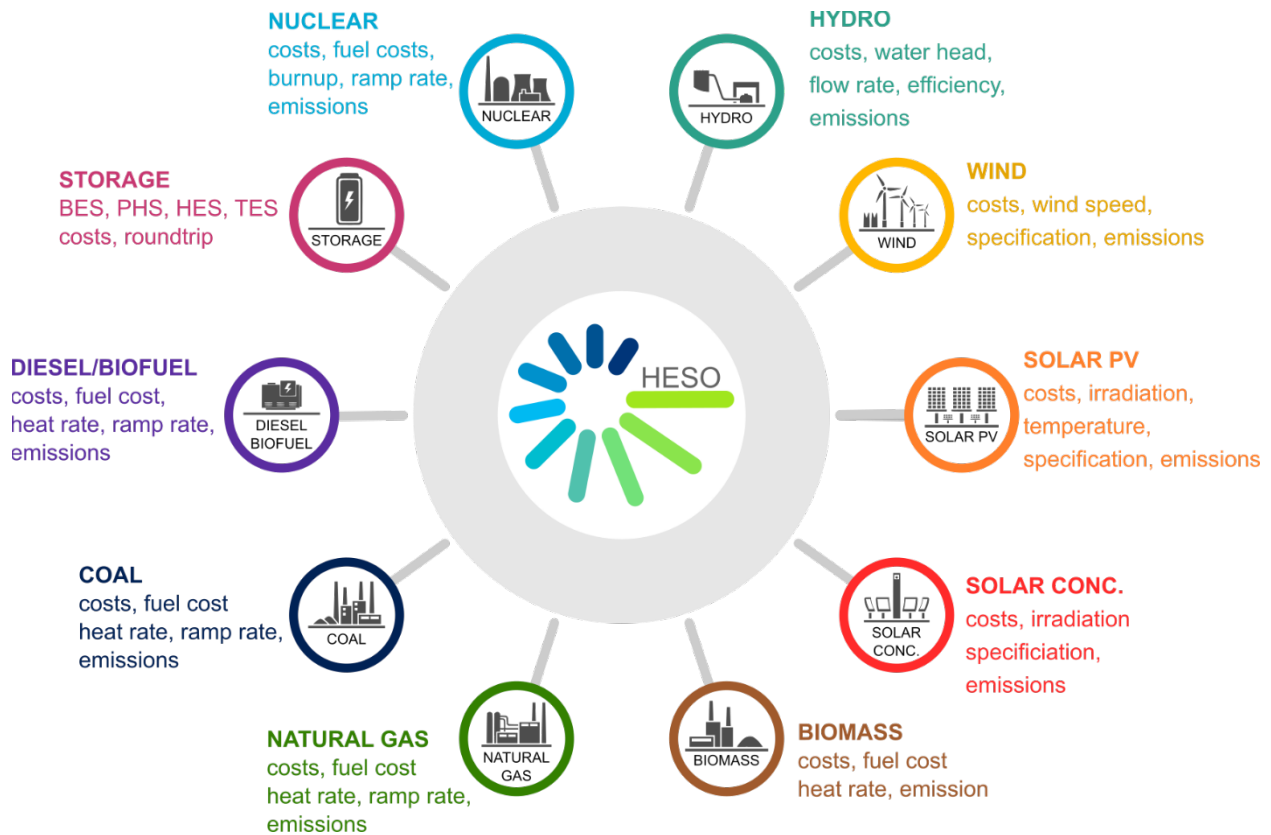 NUCLEAR
costs, fuel costs,
burnup, ramp rate,
emissions
NUCLEAR
HYDRO
costs, water head,
flow rate, efficiency,
emissions
HYDRO
STORAGE
BES, PHS, HES, TES
costs, roundtrip
STORAGE
WIND
costs, wind speed,
specification, emissions
WIND
HESO
DIESEL/BIOFUEL
costs, fuel cost,
heat rate, ramp rate,
emissions
DIESEL
BIOFUEL
SOLAR PV
costs, irradiation,
temperature,
specification, emissions
SOLAR PV
COAL
costs, fuel cost
heat rate, ramp rate,
emissions
COAL
SOLAR CONC.
costs, irradiation
specificiation,
emissions
SOLAR
CONC.
NATURAL GAS
costs, fuel cost
heat rate, ramp rate,
emissions
NATURAL
GAS
BIOMASS
costs, fuel cost
heat rate, emission
BIOMASS